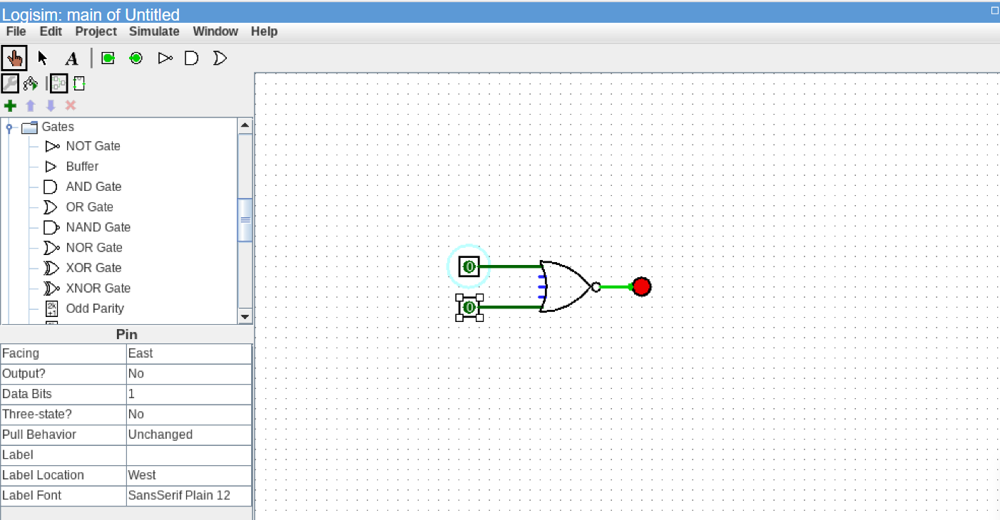 Logisim: main of Untitled
File Edit Project Simulate Window Help
A
Gates
NOT Gate
Buffer
AND Gate
OR Gate
NAND Gate
NOR Gate
XOR Gate
XNOR Gate
2k
+1
Odd Parity
0
0
Pin
Facing East
Output? No
Data Bits 1
Three-state? No
Pull Behavior Unchanged
Label
Label Location West
Label Font SansSerif Plain 12